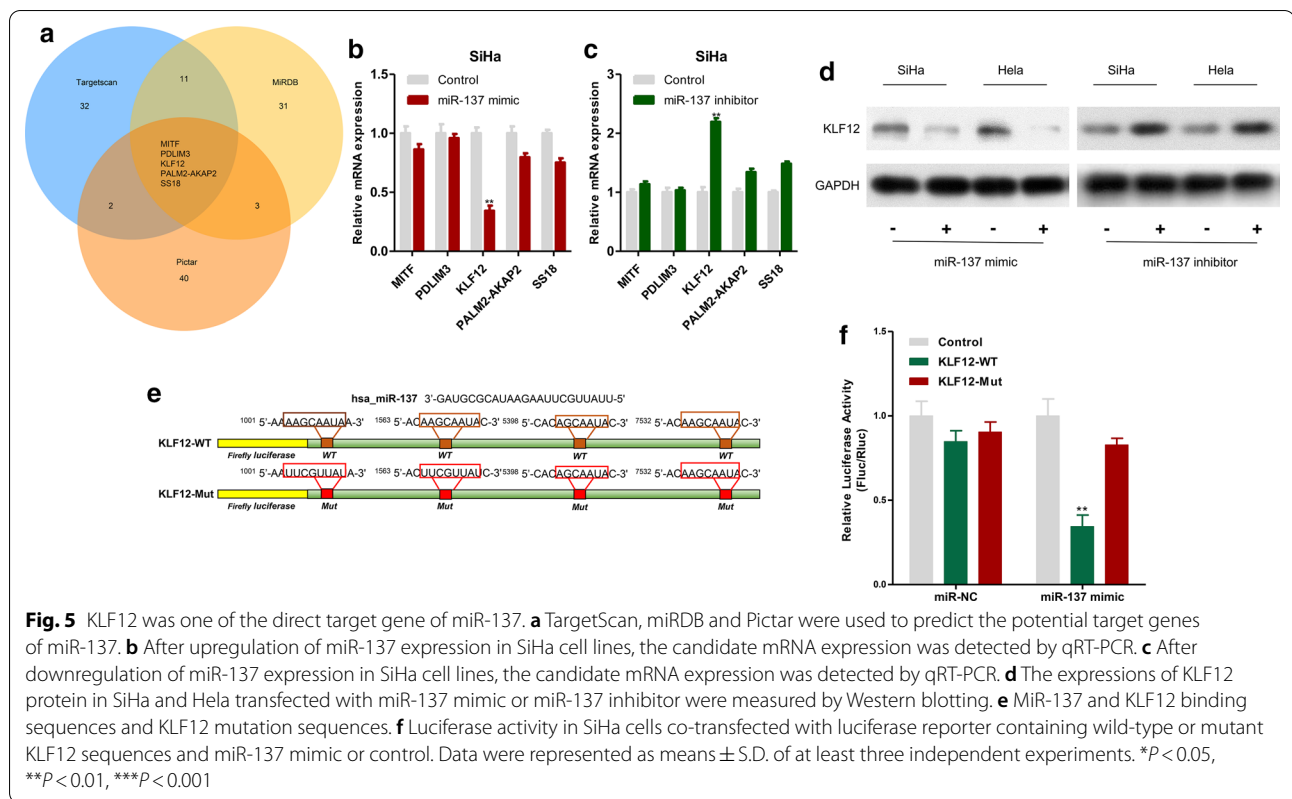 a
Targetscan
32
11
MiRDB
31
MITF
PDLIM3
KLF12
PALM2-AKAP2
SS18
2
3
Pictar
40
b
SiHa
Control
miR-137 mimic
Relative mRNA expression
1.5
1.0
0.5
0.0
**
MITF
PDLIM3
KLF12
PALM2-AKAP2
SS18
c
SiHa
Control
miR-137 inhibitor
Relative mRNA expression
3
2
1
0
**
MITF
PDLIM3
KLF12
PALM2-AKAP2
SS18
d
SiHa Hela SiHa Hela
KLF12
GAPDH
- + - + - + - +
miR-137 mimic miR-137 inhibitor
e
hsa_miR-137 3'-GAUGCGCAUAAGAAUUCGUUAUU-5'
1001 5'-AAAAGCAAUAA-3' 1563 5'-ACAAGCAAUAC-3' 5398 5'-CACAGCAAUAC-3' 7532 5'-ACAAGCAAUAC-3'
KLF12-WT
Firefly luciferase WT WT WT WT
1001 5'-AAUUCGUUAUA-3' 1563 5'-ACUUCGUUAUC-3' 5398 5'-CACAGCAAUAC-3' 7532 5'-ACAAGCAAUAC-3'
KLF12-Mut
Firefly luciferase Mut Mut Mut Mut
f
Control
KLF12-WT
KLF12-Mut
Relative Luciferase Activity
(Fluc/Rluc)
1.5
1.0
0.5
0.0
**
miR-NC miR-137 mimic
Fig. 5 KLF12 was one of the direct target gene of miR-137. a TargetScan, miRDB and Pictar were used to predict the potential target genes
of miR-137. b After upregulation of miR-137 expression in SiHa cell lines, the candidate mRNA expression was detected by qRT-PCR. c After
downregulation of miR-137 expression in SiHa cell lines, the candidate mRNA expression was detected by qRT-PCR. d The expressions of KLF12
protein in SiHa and Hela transfected with miR-137 mimic or miR-137 inhibitor were measured by Western blotting. e MiR-137 and KLF12 binding
sequences and KLF12 mutation sequences. f Luciferase activity in SiHa cells co-transfected with luciferase reporter containing wild-type or mutant
KLF12 sequences and miR-137 mimic or control. Data were represented as means ± S.D. of at least three independent experiments. *P < 0.05,
**P < 0.01, ***P < 0.001